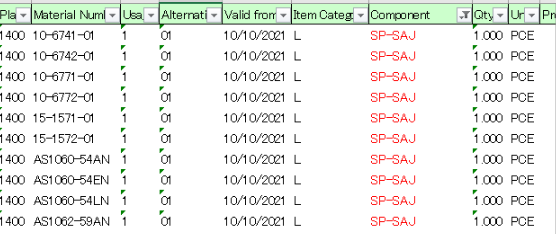 Pla Material Numl Usa Alternati Valid from Item Categ Component Qty Un Pr
1400 10-6741-01 1 01 10/10/2021 L SP-SAJ 1.000 PCE
1400 10-6742-01 1 01 10/10/2021 L SP-SAJ 1.000 PCE
1400 10-6771-01 1 01 10/10/2021 L SP-SAJ 1.000 PCE
1400 10-6772-01 1 01 10/10/2021 L SP-SAJ 1.000 PCE
1400 15-1571-01 1 01 10/10/2021 L SP-SAJ 1.000 PCE
1400 15-1572-01 1 01 10/10/2021 L SP-SAJ 1.000 PCE
1400 AS1060-54AN 1 01 10/10/2021 L SP-SAJ 1.000 PCE
1400 AS1060-54EN 1 01 10/10/2021 L SP-SAJ 1.000 PCE
1400 AS1060-54LN 1 01 10/10/2021 L SP-SAJ 1.000 PCE
1400 AS1062-59AN 1 01 10/10/2021 L SP-SAJ 1.000 PCE